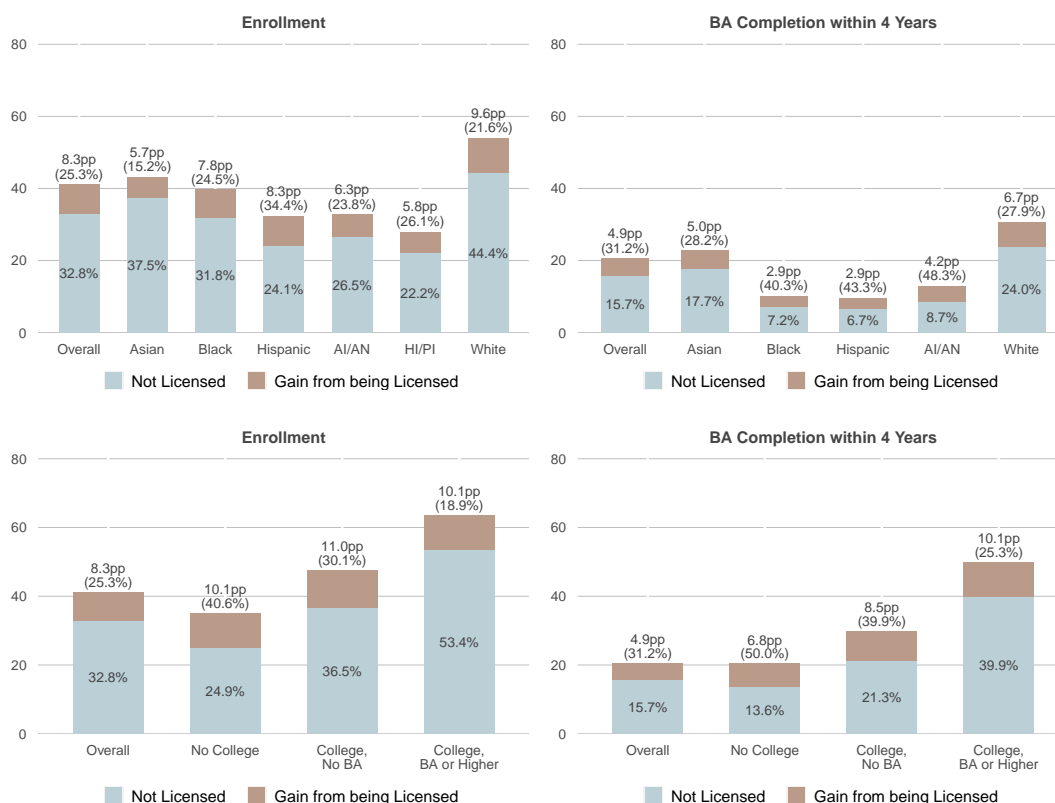 Enrollment
80
60
40
20
0
8.3pp
(25.3%)
32.8%
5.7pp
(15.2%)
37.5%
7.8pp
(24.5%)
31.8%
8.3pp
(34.4%)
24.1%
6.3pp
(23.8%)
26.5%
5.8pp
(26.1%)
22.2%
9.6pp
(21.6%)
44.4%
Overall Asian Black Hispanic AI/AN HI/PI White
Not Licensed Gain from being Licensed
BA Completion within 4 Years
80
60
40
20
0
4.9pp
(31.2%)
15.7%
5.0pp
(28.2%)
17.7%
2.9pp
(40.3%)
7.2%
2.9pp
(43.3%)
6.7%
4.2pp
(48.3%)
8.7%
6.7pp
(27.9%)
24.0%
Overall Asian Black Hispanic AI/AN White
Not Licensed Gain from being Licensed
Enrollment
80
60
40
20
0
8.3pp
(25.3%)
32.8%
10.1pp
(40.6%)
24.9%
11.0pp
(30.1%)
36.5%
10.1pp
(18.9%)
53.4%
Overall No College College, College,
No BA BA or Higher
Not Licensed Gain from being Licensed
BA Completion within 4 Years
80
60
40
20
0
4.9pp
(31.2%)
15.7%
6.8pp
(50.0%)
13.6%
8.5pp
(39.9%)
21.3%
10.1pp
(25.3%)
39.9%
Overall No College College, College,
No BA BA or Higher
Not Licensed Gain from being Licensed